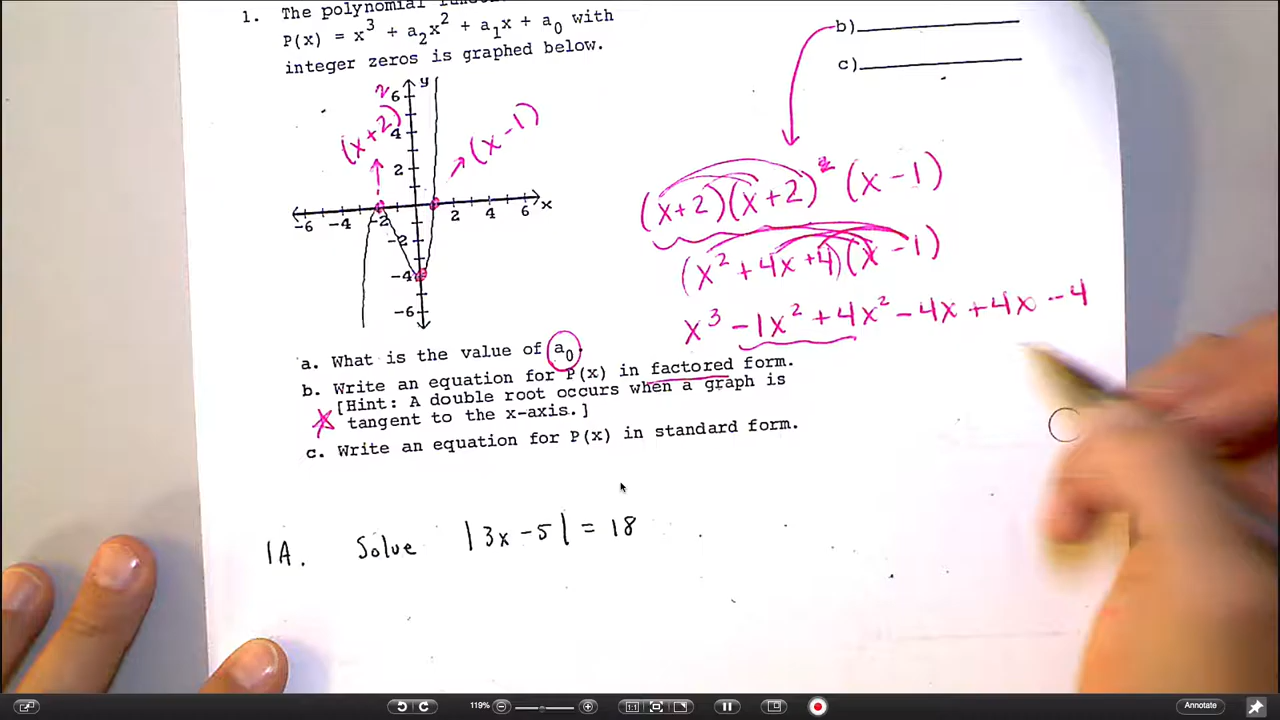 1. The polynomial
P(x) = x³ + a₂x² + a₁x + a₀ with
integer zeros is graphed below.
b)
c)
y
6
4
2
-2
-4
-6
-6 -4 -2 2 4 6 x
(x+2)²
(x-1)
(x+2)(x+2) (x-1)
(x²+4x+4)(x-1)
x³ -1x² +4x² -4x +4x -4
a. What is the value of a₀
b. Write an equation for P(x) in factored form.
[Hint: A double root occurs when a graph is
tangent to the x-axis.]
c. Write an equation for P(x) in standard form.
1A. Solve |3x-5| = 18
119%
1:1
Annotate